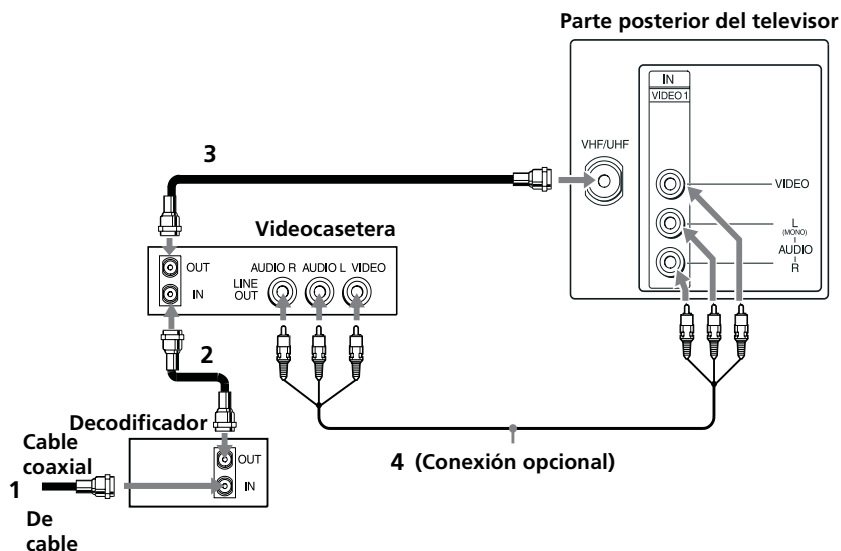 Parte posterior del televisor
IN
VIDEO 1
VHF/UHF
VIDEO
L
(MONO)
AUDIO
R
3
Videocasetera
OUT
IN
AUDIO R AUDIO L VIDEO
LINE
OUT
2
Decodificador
OUT
IN
Cable
coaxial
1
De
cable
4 (Conexión opcional)